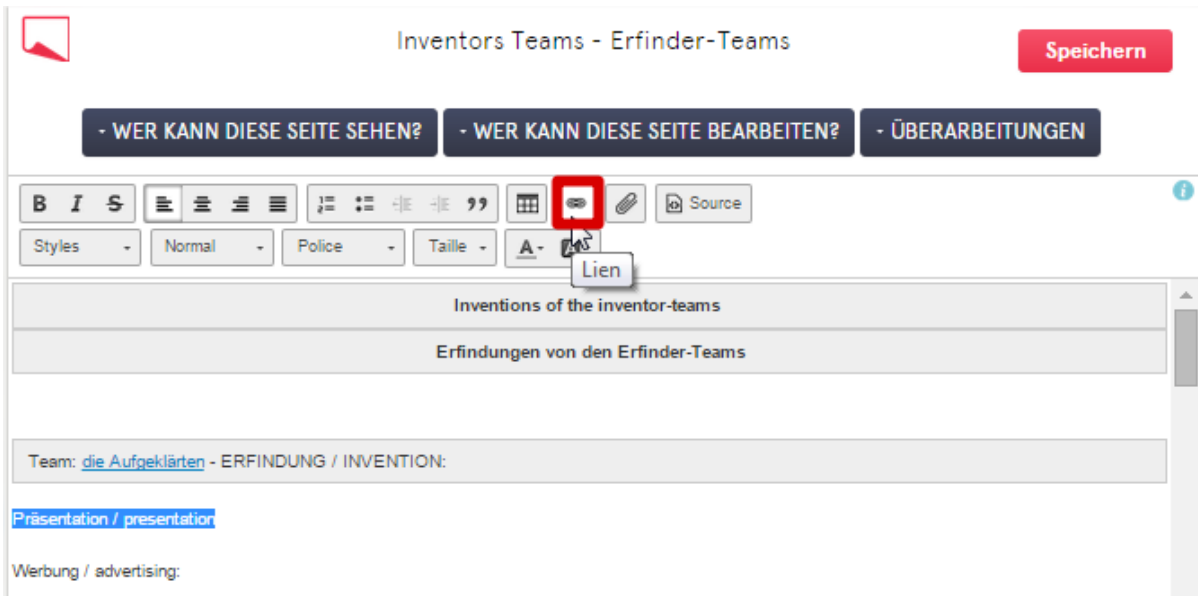 Inventors Teams - Erfinder-Teams
Speichern
- WER KANN DIESE SEITE SEHEN? - WER KANN DIESE SEITE BEARBEITEN? - ÜBERARBEITUNGEN
B I S Source
Styles Normal Police Taille A
Lien
Inventions of the inventor-teams
Erfindungen von den Erfinder-Teams
Team: die Aufgeklärten - ERFINDUNG / INVENTION:
Präsentation / presentation
Werbung / advertising: